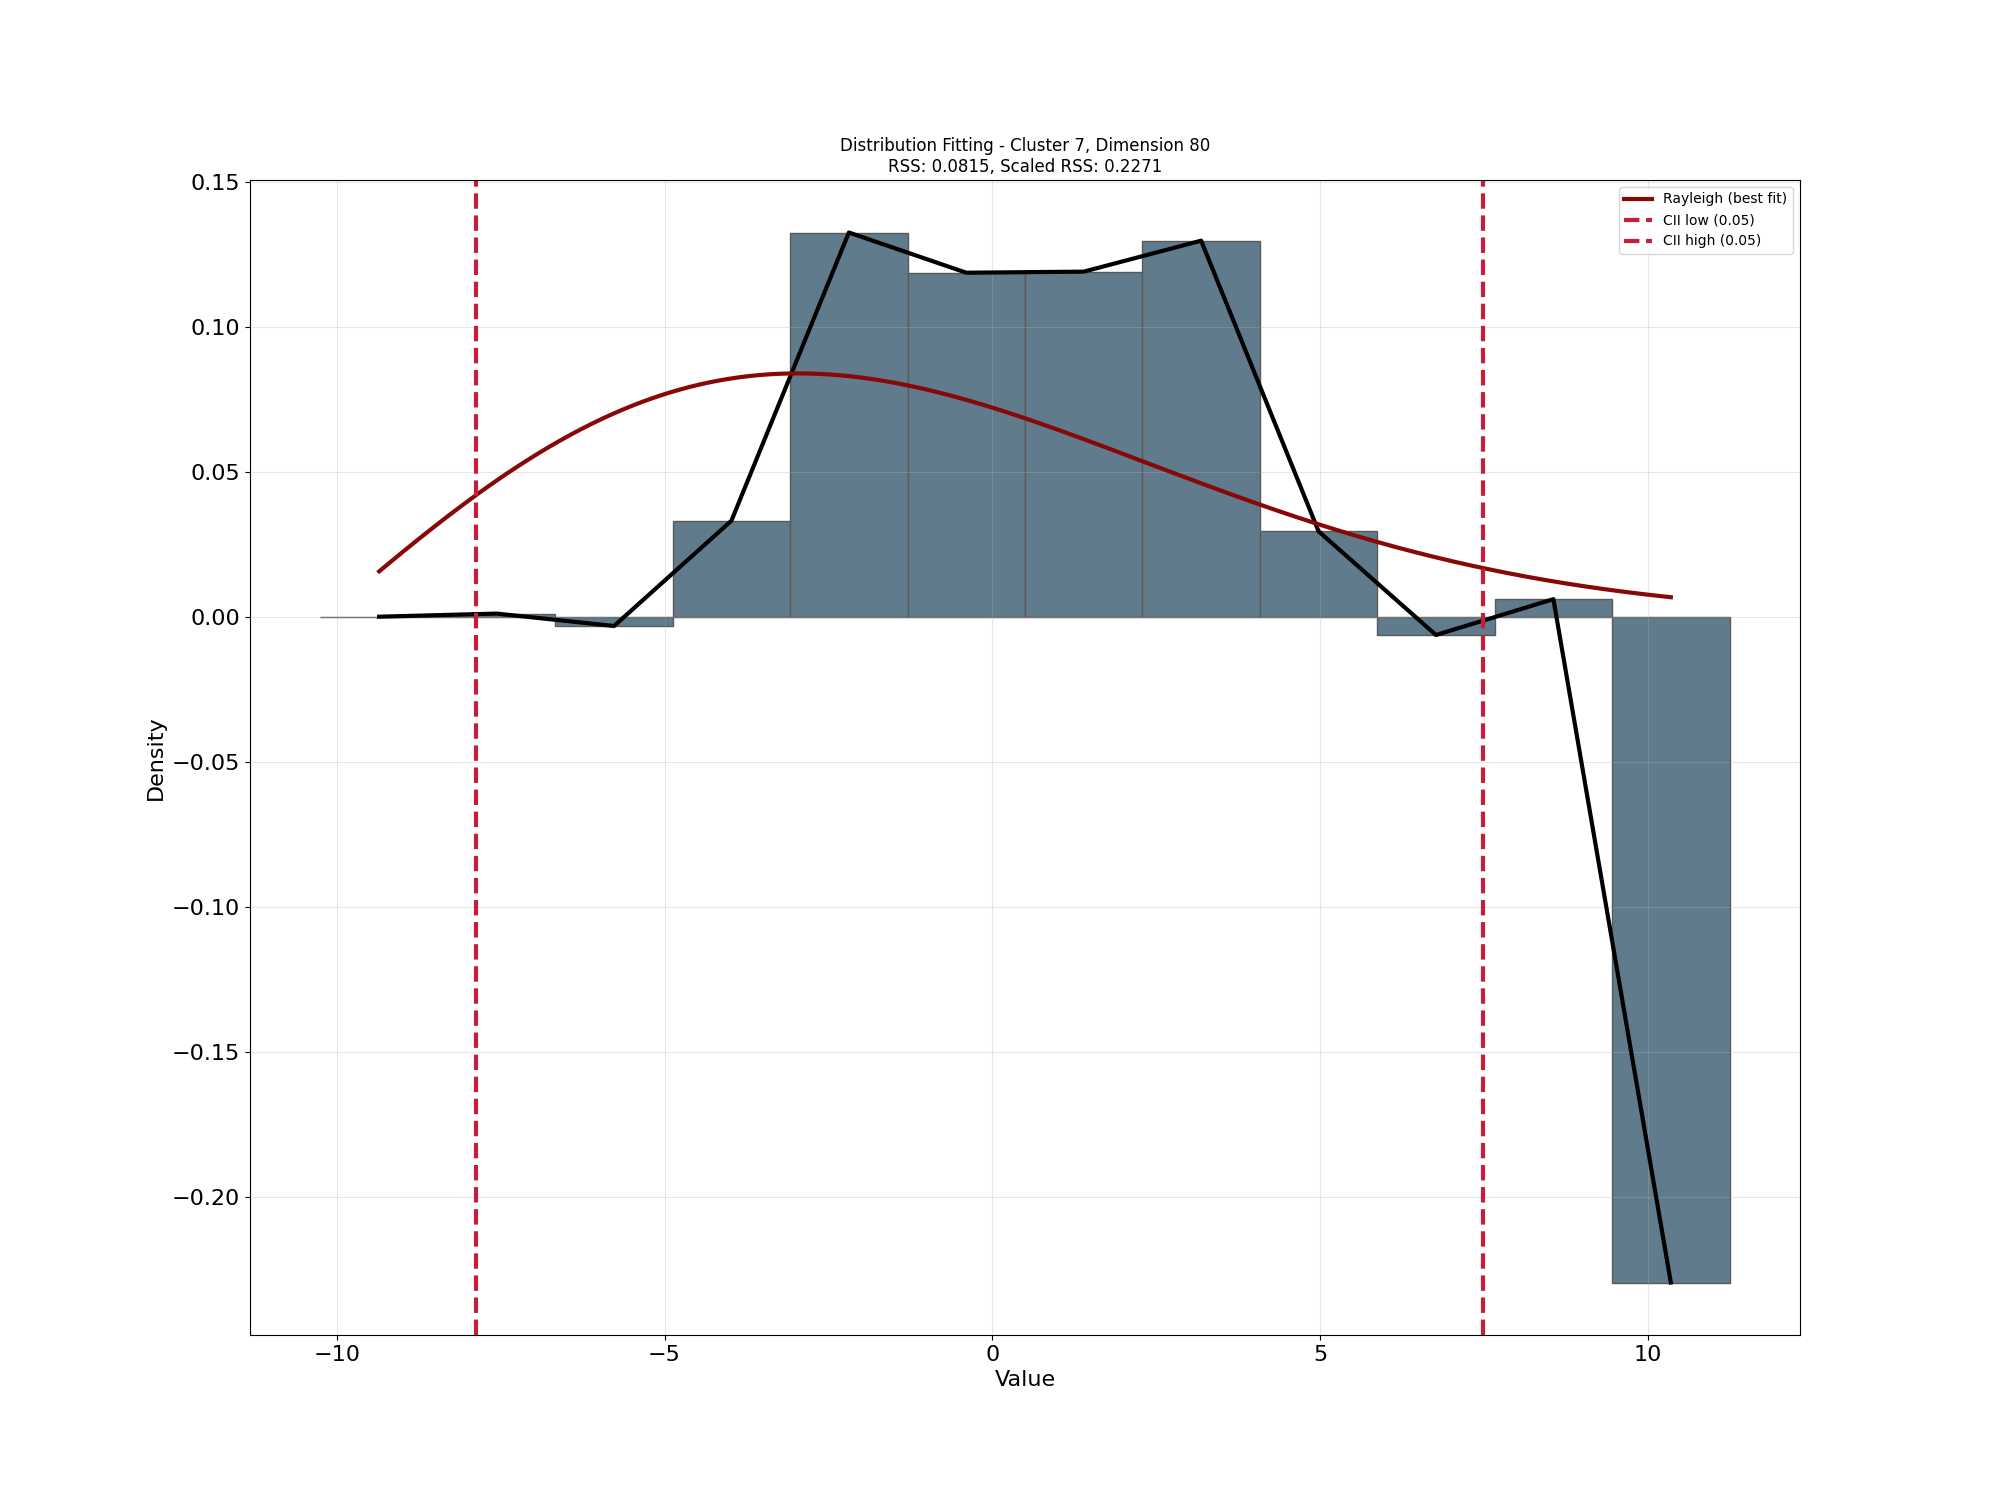 Distribution Fitting - Cluster 7, Dimension 80
RSS: 0.0815, Scaled RSS: 0.2271
Rayleigh (best fit)
CII low (0.05)
CII high (0.05)
0.15
0.10
0.05
0.00
−0.05
−0.10
−0.15
−0.20
Density
−10
−5
0
5
10
Value